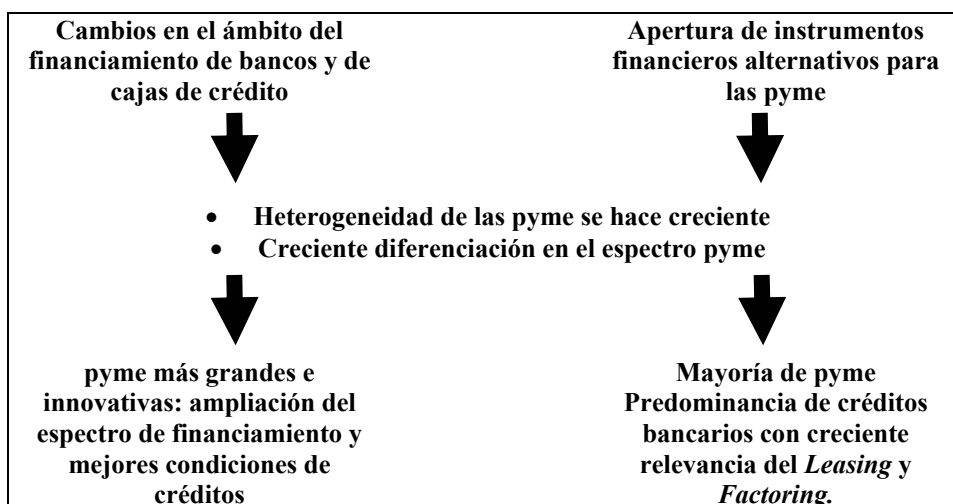 Cambios en el ámbito del
financiamiento de bancos y de
cajas de crédito
Apertura de instrumentos
financieros alternativos para
las pyme
• Heterogeneidad de las pyme se hace creciente
• Creciente diferenciación en el espectro pyme
pyme más grandes e
innovativas: ampliación del
espectro de financiamiento y
mejores condiciones de
créditos
Mayoría de pyme
Predominancia de créditos
bancarios con creciente
relevancia del Leasing y
Factoring.